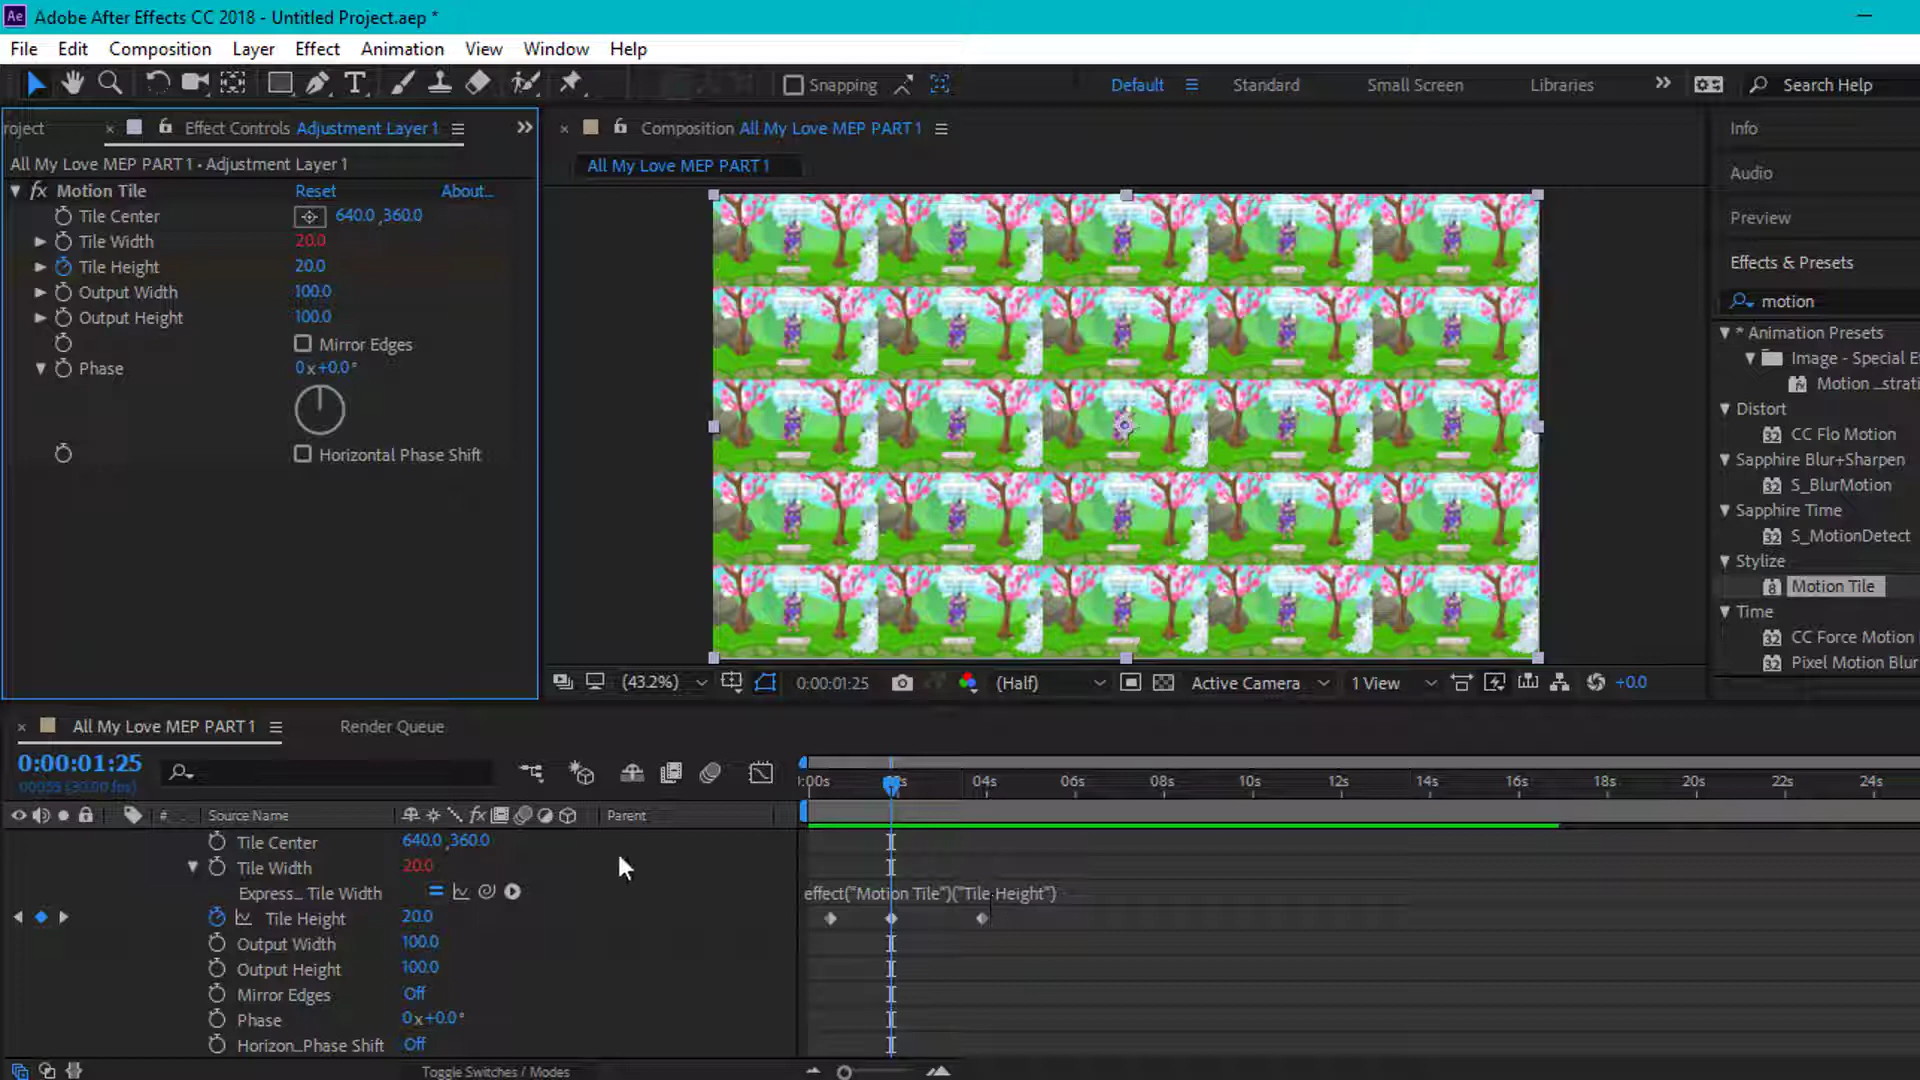 Ae Adobe After Effects CC 2018 - Untitled Project.aep *
File Edit Composition Layer Effect Animation View Window Help
Snapping Default Standard Small Screen Libraries Search Help
roject Effect Controls Adjustment Layer 1
All My Love MEP PART 1 • Adjustment Layer 1
fx Motion Tile Reset About...
Tile Center 640.0 ,360.0
Tile Width 20.0
Tile Height 20.0
Output Width 100.0
Output Height 100.0
Mirror Edges
Phase 0x+0.0°
Horizontal Phase Shift
Composition All My Love MEP PART 1
All My Love MEP PART 1
(43.2%) 0:00:01:25 (Half) Active Camera 1 View +0.0
Info
Audio
Preview
Effects & Presets
motion
* Animation Presets
Image - Special E
Motion _strati
Distort
CC Flo Motion
Sapphire Blur+Sharpen
S_BlurMotion
Sapphire Time
S_MotionDetect
Stylize
Motion Tile
Time
CC Force Motion
Pixel Motion Blur
All My Love MEP PART 1 Render Queue
0:00:01:25
00055 (30.00 fps)
:00s 04s 06s 08s 10s 12s 14s 16s 18s 20s 22s 24s
# Source Name fx Parent
Tile Center 640.0 ,360.0
Tile Width 20.0
Express... Tile Width effect("Motion Tile")("Tile Height")
Tile Height 20.0
Output Width 100.0
Output Height 100.0
Mirror Edges Off
Phase 0x+0.0°
Horizon_Phase Shift Off
Toggle Switches / Modes